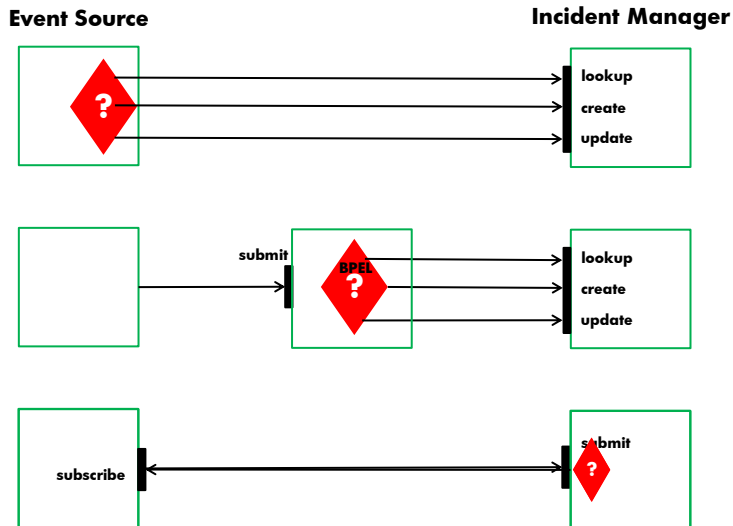 Event Source
Incident Manager
?
lookup
create
update
submit
BPEL
?
lookup
create
update
subscribe
submit
?